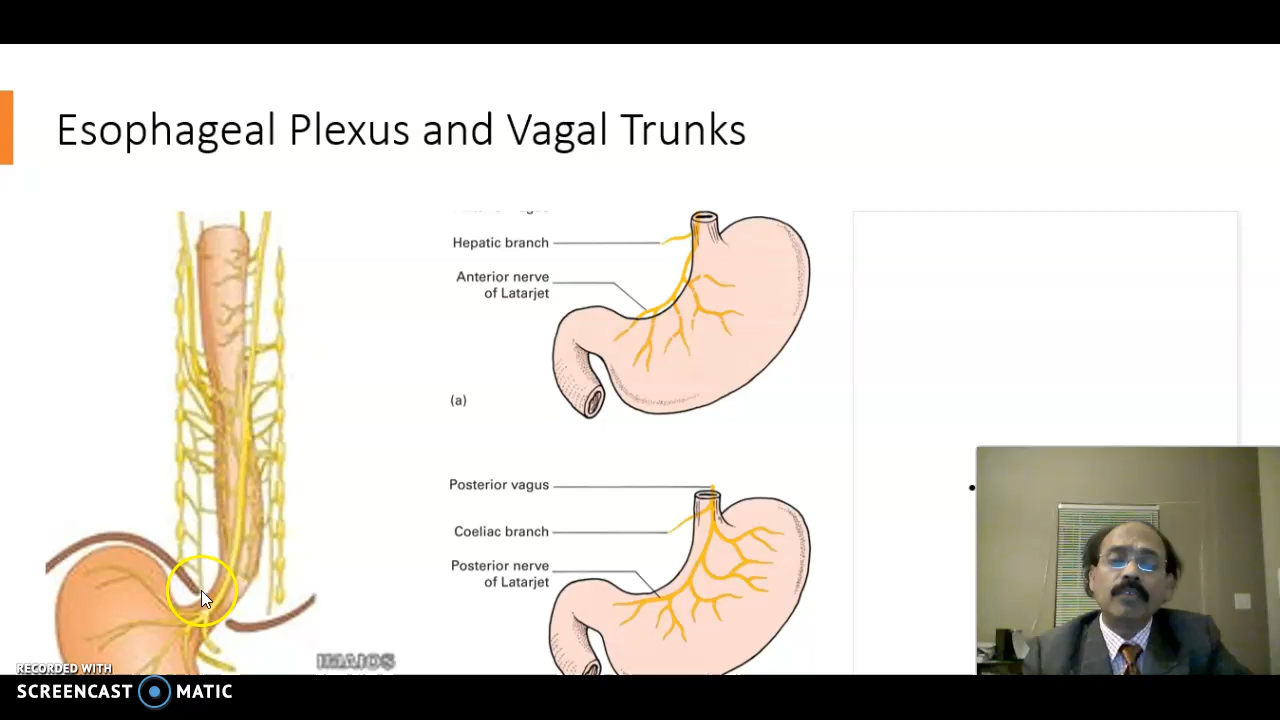 Esophageal Plexus and Vagal Trunks
Hepatic branch
Anterior nerve
of Latarjet
(a)
Posterior vagus
Coeliac branch
Posterior nerve
of Latarjet
IMAIOS
RECORDED WITH
SCREENCAST MATIC